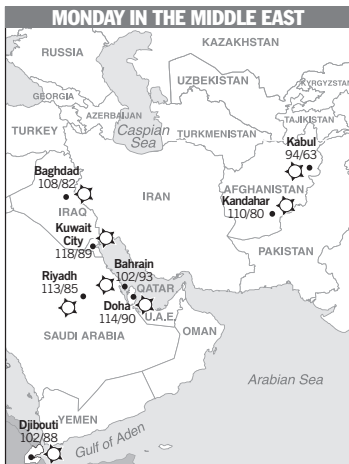 MONDAY IN THE MIDDLE EAST
KAZAKHSTAN
RUSSIA
UZBEKISTAN
KYRGYZSTAN
GEORGIA
AZERBAIJAN
TAJIKISTAN
TURKEY
Caspian
Sea
TURKMENISTAN
Kabul
94/63
Baghdad
108/82
IRAN
AFGHANISTAN
Kandahar
110/80
IRAQ
Kuwait
City
118/89
PAKISTAN
Bahrain
102/93
Riyadh
113/85
QATAR
Doha
114/90
U.A.E.
OMAN
SAUDI ARABIA
Arabian Sea
YEMEN
Djibouti
102/88
Gulf of Aden